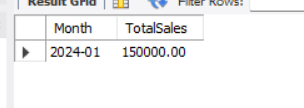 Result Grid Filter Rows:
Month TotalSales
2024-01 150000.00